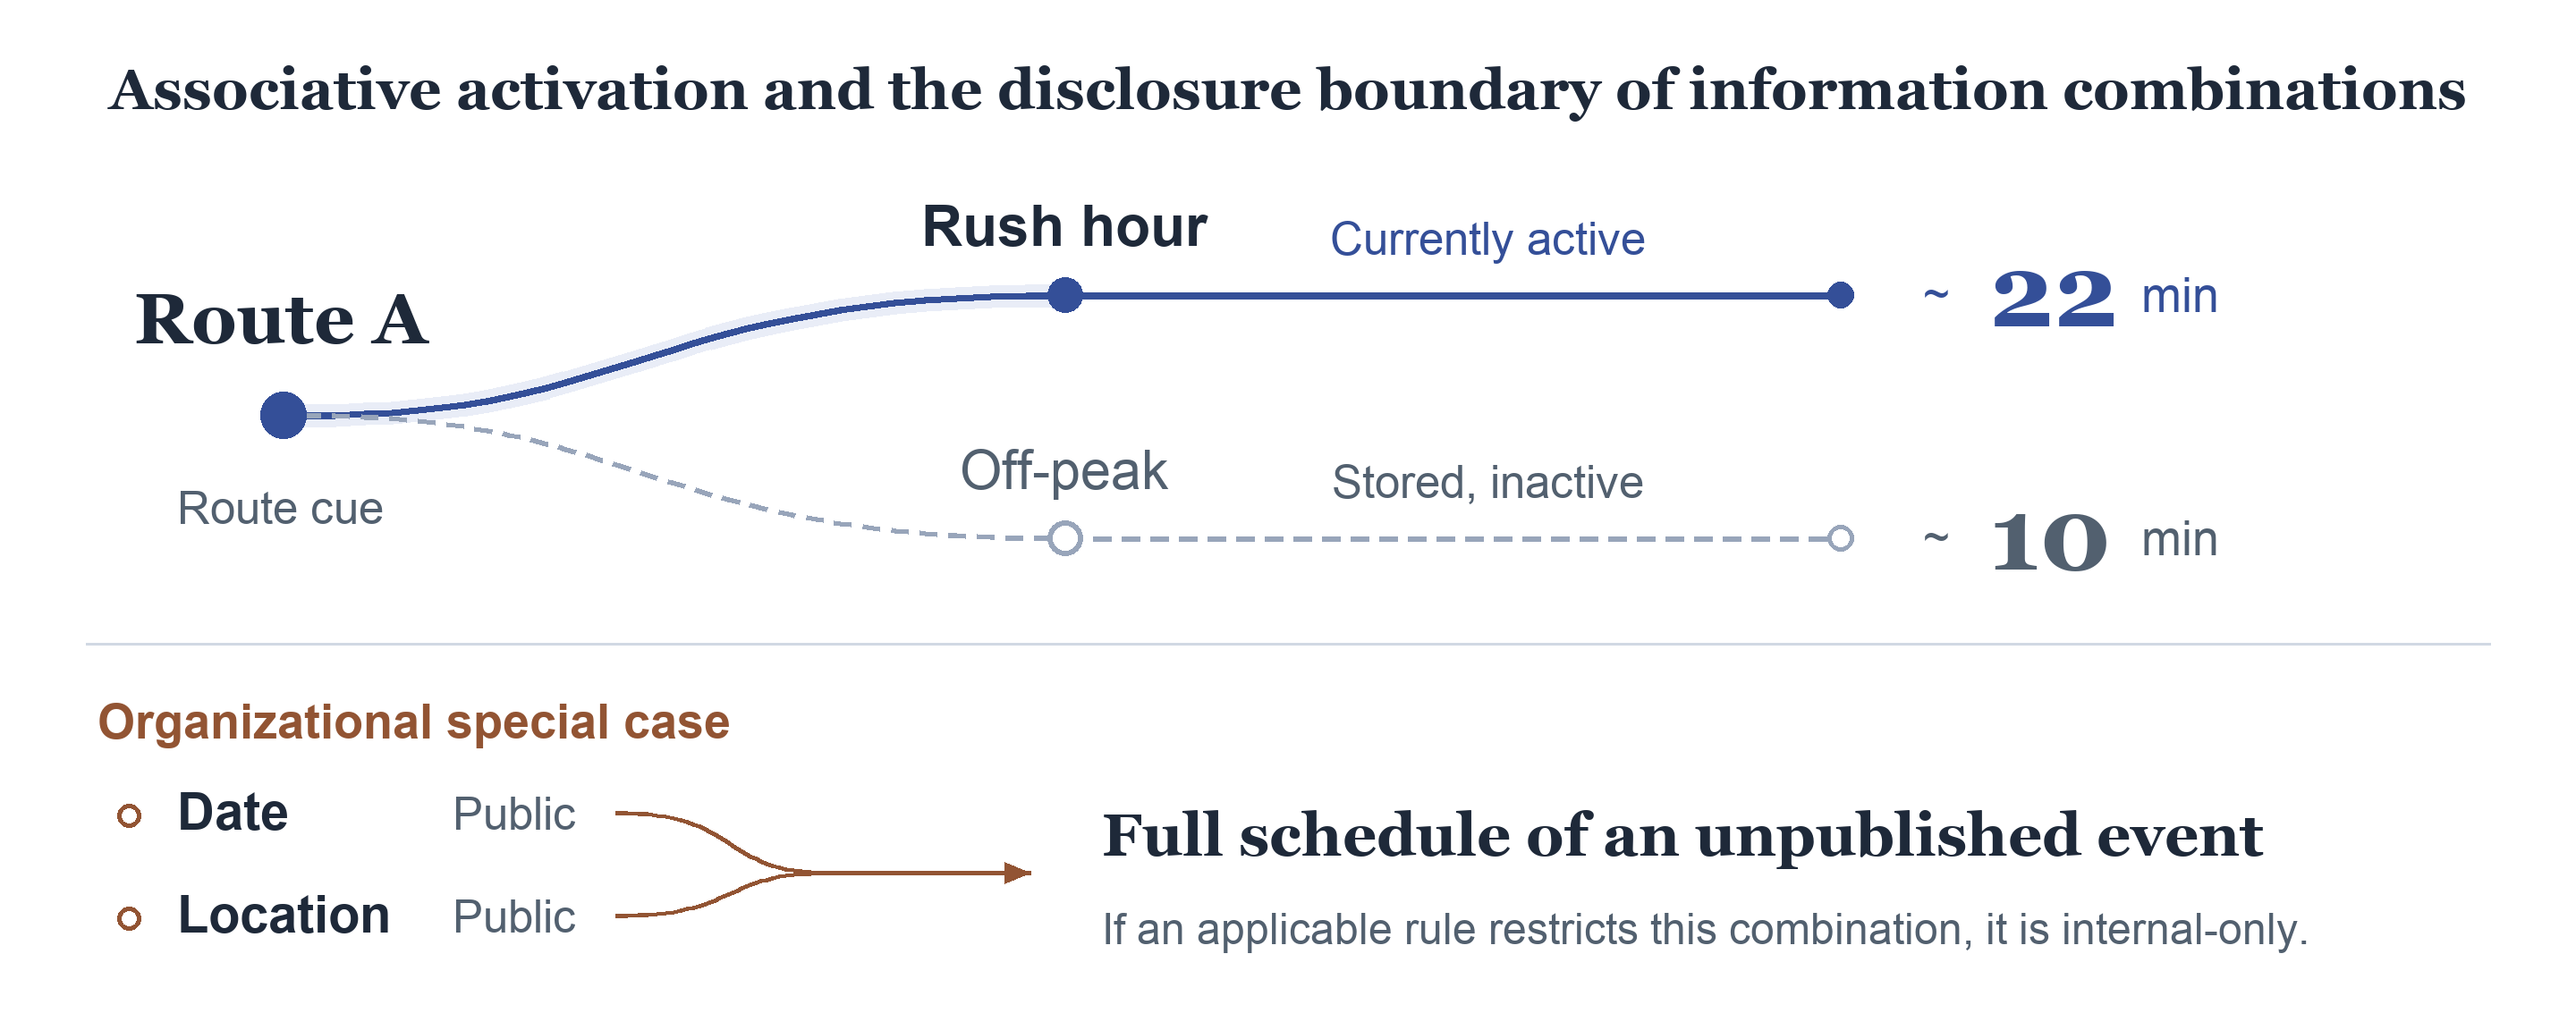 Associative activation and the disclosure boundary of information combinations
Rush hour
Currently active
~ 22 min
Route A
Route cue
Off-peak
Stored, inactive
~ 10 min
Organizational special case
Date Public
Location Public
Full schedule of an unpublished event
If an applicable rule restricts this combination, it is internal-only.